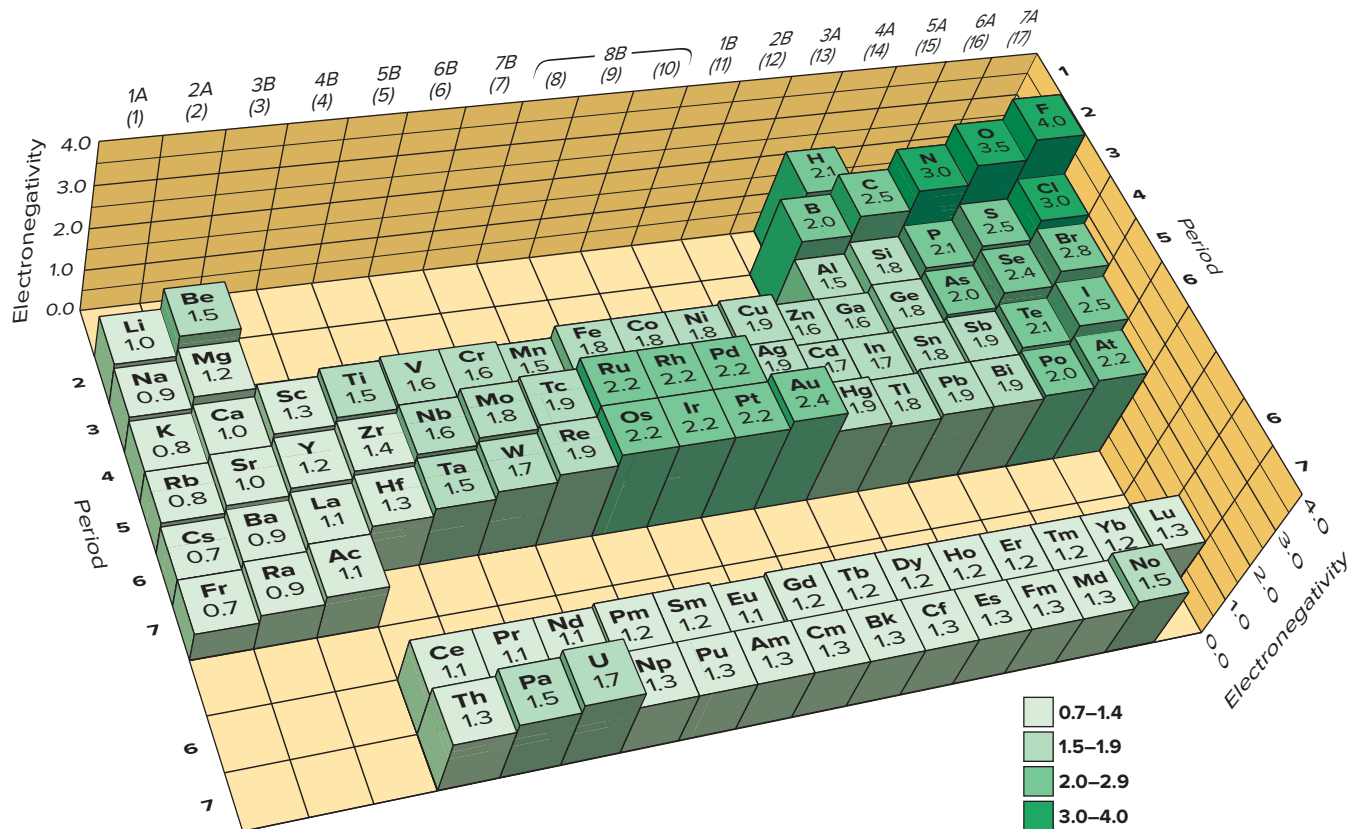 1A 2A 3B 4B 5B 6B 7B 8B 1B 2B 3A 4A 5A 6A 7A
(1) (2) (3) (4) (5) (6) (7) (8) (9) (10) (11) (12) (13) (14) (15) (16) (17)
Electronegativity
4.0
3.0
2.0
1.0
0.0
1
2
3
4
5
6
Period
H 2.1
Li 1.0
Be 1.5
B 2.0
C 2.5
N 3.0
O 3.5
F 4.0
Na 0.9
Mg 1.2
Al 1.5
Si 1.8
P 2.1
S 2.5
Cl 3.0
K 0.8
Ca 1.0
Sc 1.3
Ti 1.5
V 1.6
Cr 1.6
Mn 1.5
Fe 1.8
Co 1.8
Ni 1.8
Cu 1.9
Zn 1.6
Ga 1.6
Ge 1.8
As 2.0
Se 2.4
Br 2.8
Rb 0.8
Sr 1.0
Y 1.2
Zr 1.4
Nb 1.6
Mo 1.8
Tc 1.9
Ru 2.2
Rh 2.2
Pd 2.2
Ag 1.9
Cd 1.7
In 1.7
Sn 1.8
Sb 1.9
Te 2.1
I 2.5
Cs 0.7
Ba 0.9
La 1.1
Hf 1.3
Ta 1.5
W 1.7
Re 1.9
Os 2.2
Ir 2.2
Pt 2.2
Au 2.4
Hg 1.9
Tl 1.8
Pb 1.9
Bi 1.9
Po 2.0
At 2.2
Fr 0.7
Ra 0.9
Ac 1.1
2
3
4
5
6
7
Period
Ce 1.1
Pr 1.1
Nd 1.1
Pm 1.2
Sm 1.2
Eu 1.1
Gd 1.2
Tb 1.2
Dy 1.2
Ho 1.2
Er 1.2
Tm 1.2
Yb 1.2
Lu 1.3
Th 1.3
Pa 1.5
U 1.7
Np 1.3
Pu 1.3
Am 1.3
Cm 1.3
Bk 1.3
Cf 1.3
Es 1.3
Fm 1.3
Md 1.3
No 1.5
6
7
6
7
4.0
3.0
2.0
1.0
0.0
Electronegativity
0.7–1.4
1.5–1.9
2.0–2.9
3.0–4.0